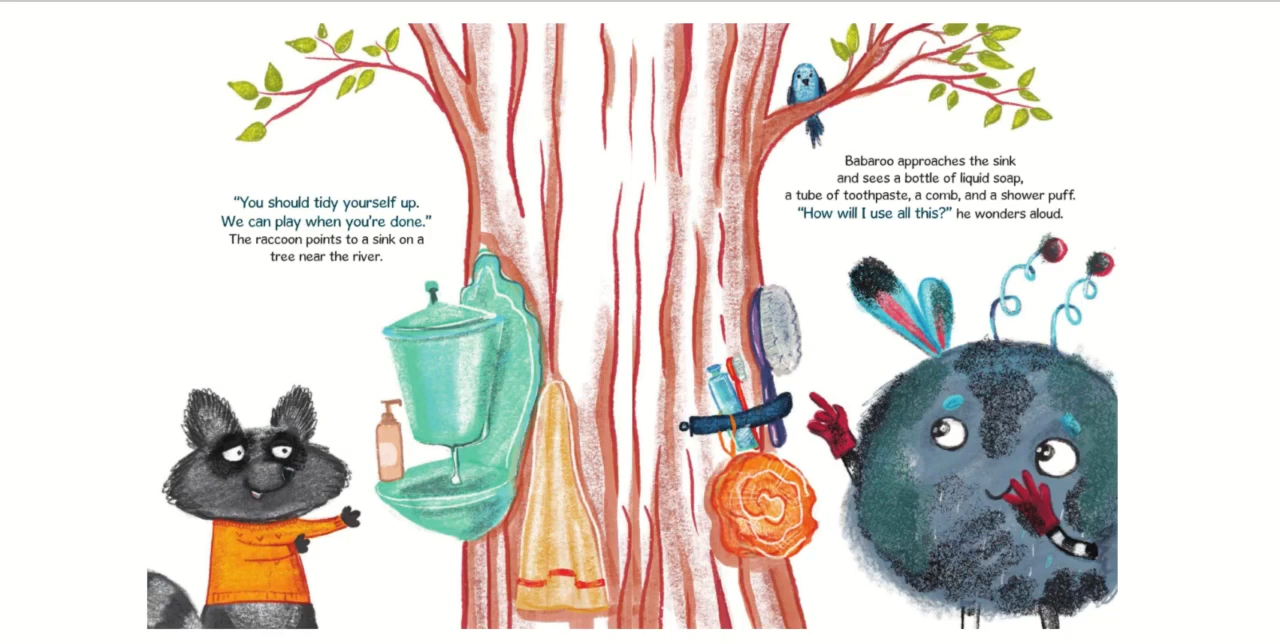 "You should tidy yourself up.
We can play when you're done."
The raccoon points to a sink on a
tree near the river.
Babaroo approaches the sink
and sees a bottle of liquid soap,
a tube of toothpaste, a comb, and a shower puff.
"How will I use all this?" he wonders aloud.